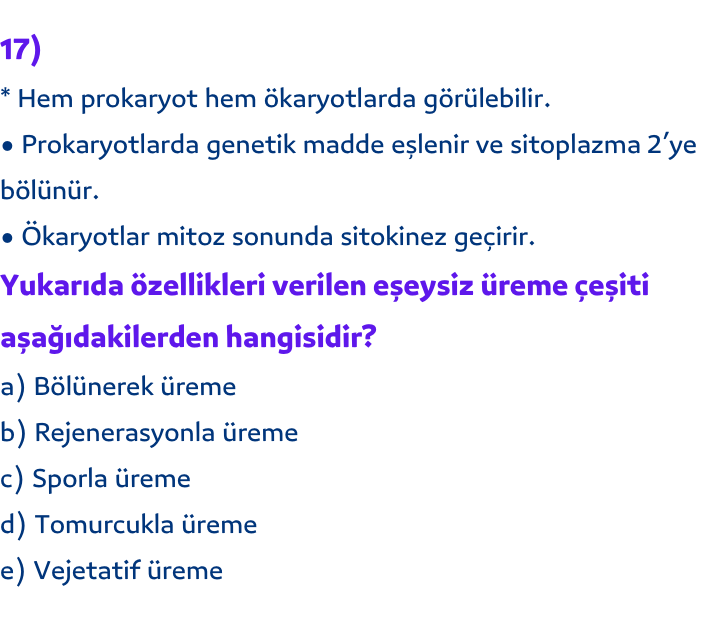 17)
* Hem prokaryot hem ökaryotlarda görülebilir.
• Prokaryotlarda genetik madde eşlenir ve sitoplazma 2'ye
bölünür.
• Ökaryotlar mitoz sonunda sitokinez geçirir.
Yukarıda özellikleri verilen eşeysiz üreme çeşiti
aşağıdakilerden hangisidir?
a) Bölünerek üreme
b) Rejenerasyonla üreme
c) Sporla üreme
d) Tomurcukla üreme
e) Vejetatif üreme